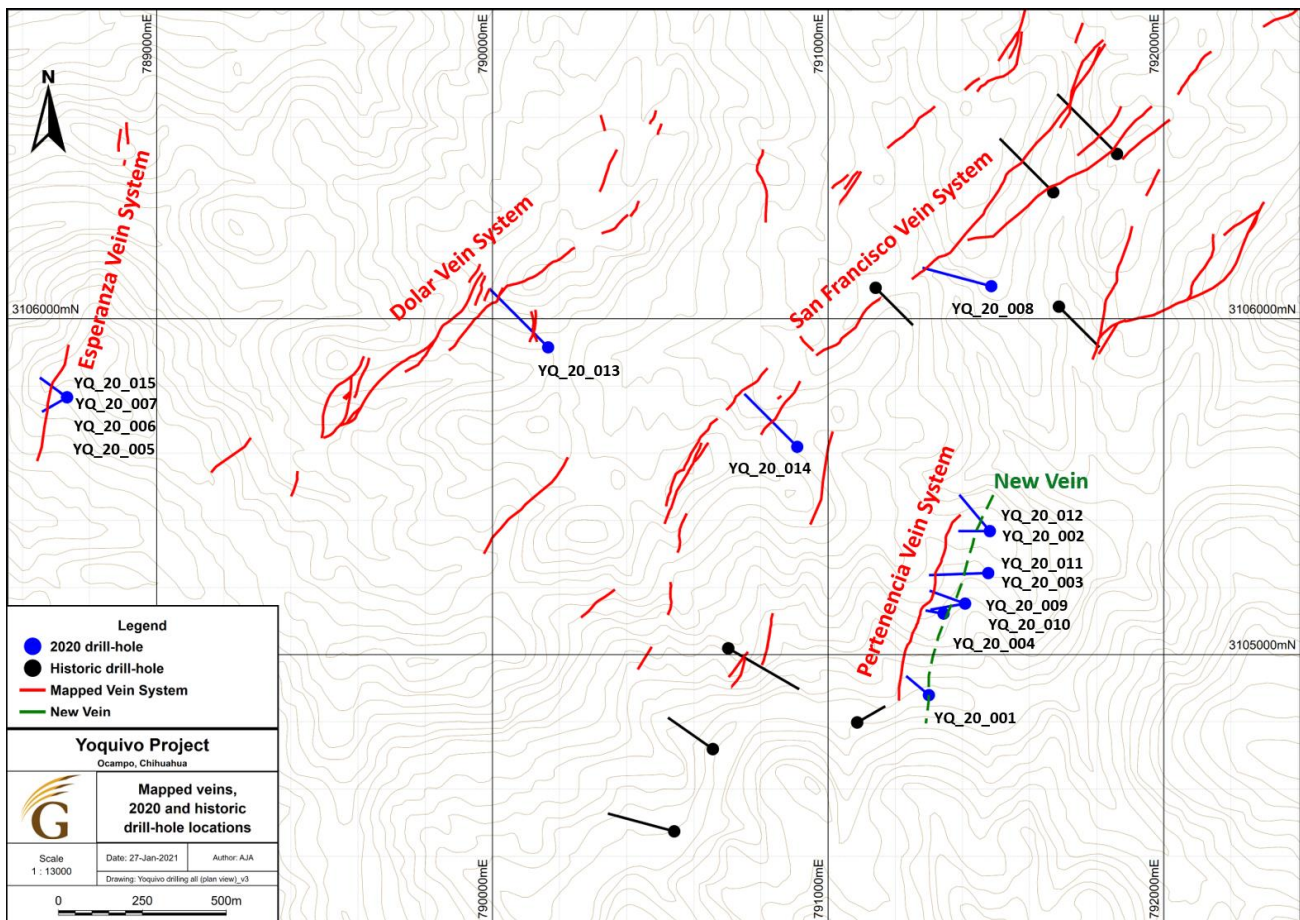 789000mE
790000mE
791000mE
792000mE
N
Esperanza Vein System
Dolar Vein System
San Francisco Vein System
3106000mN
3106000mN
YQ_20_008
YQ_20_013
YQ_20_015
YQ_20_007
YQ_20_006
YQ_20_005
YQ_20_014
Pertenencia Vein System
New Vein
YQ_20_012
YQ_20_002
YQ_20_011
YQ_20_003
YQ_20_009
YQ_20_010
YQ_20_004
3105000mN
YQ_20_001
Legend
2020 drill-hole
Historic drill-hole
Mapped Vein System
New Vein
Yoquivo Project
Ocampo, Chihuahua
G
Mapped veins,
2020 and historic
drill-hole locations
Scale
1 : 13000
Date: 27-Jan-2021
Author: AJA
Drawing: Yoquivo drilling all (plan view)_v3
0 250 500m
790000mE
791000mE
792000mE